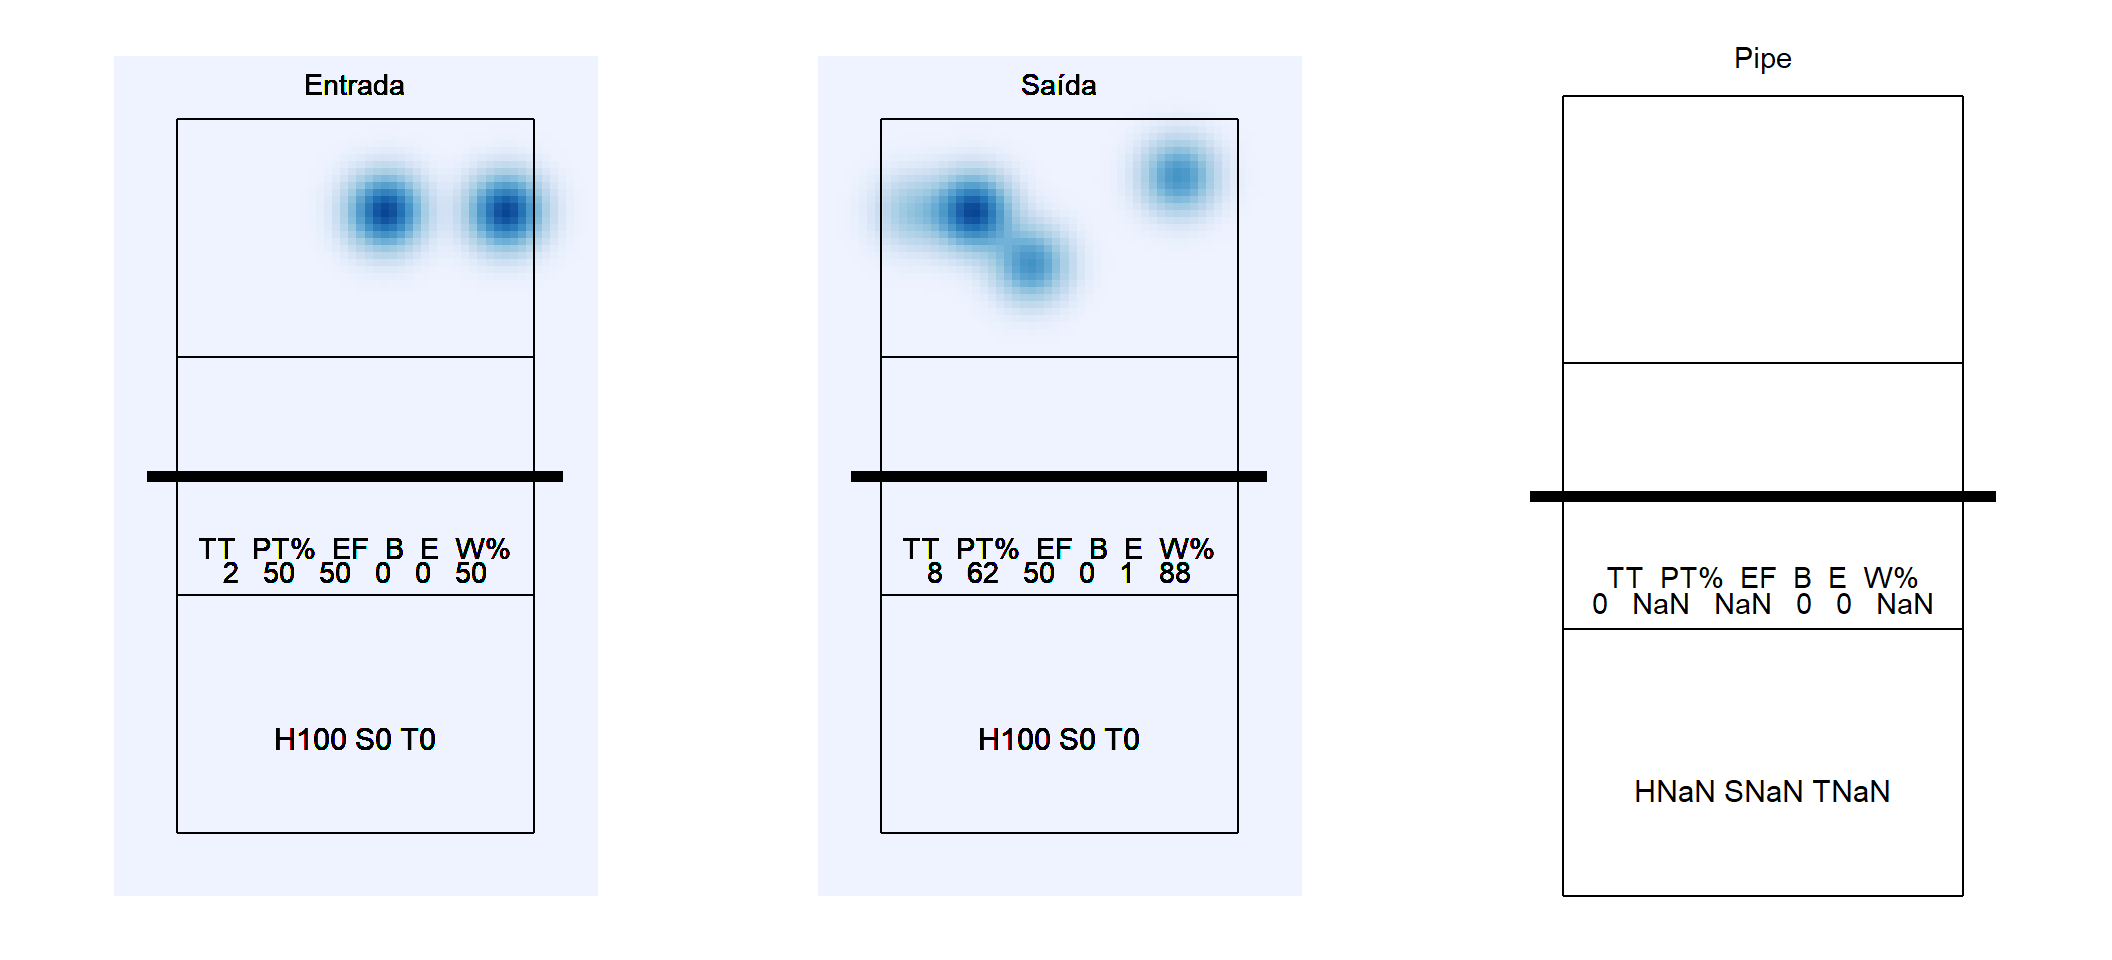 Entrada
TT PT% EF B E W%
2 50 50 0 0 50
H100 S0 T0
Saída
TT PT% EF B E W%
8 62 50 0 1 88
H100 S0 T0
Pipe
TT PT% EF B E W%
0 NaN NaN 0 0 NaN
HNaN SNaN TNaN